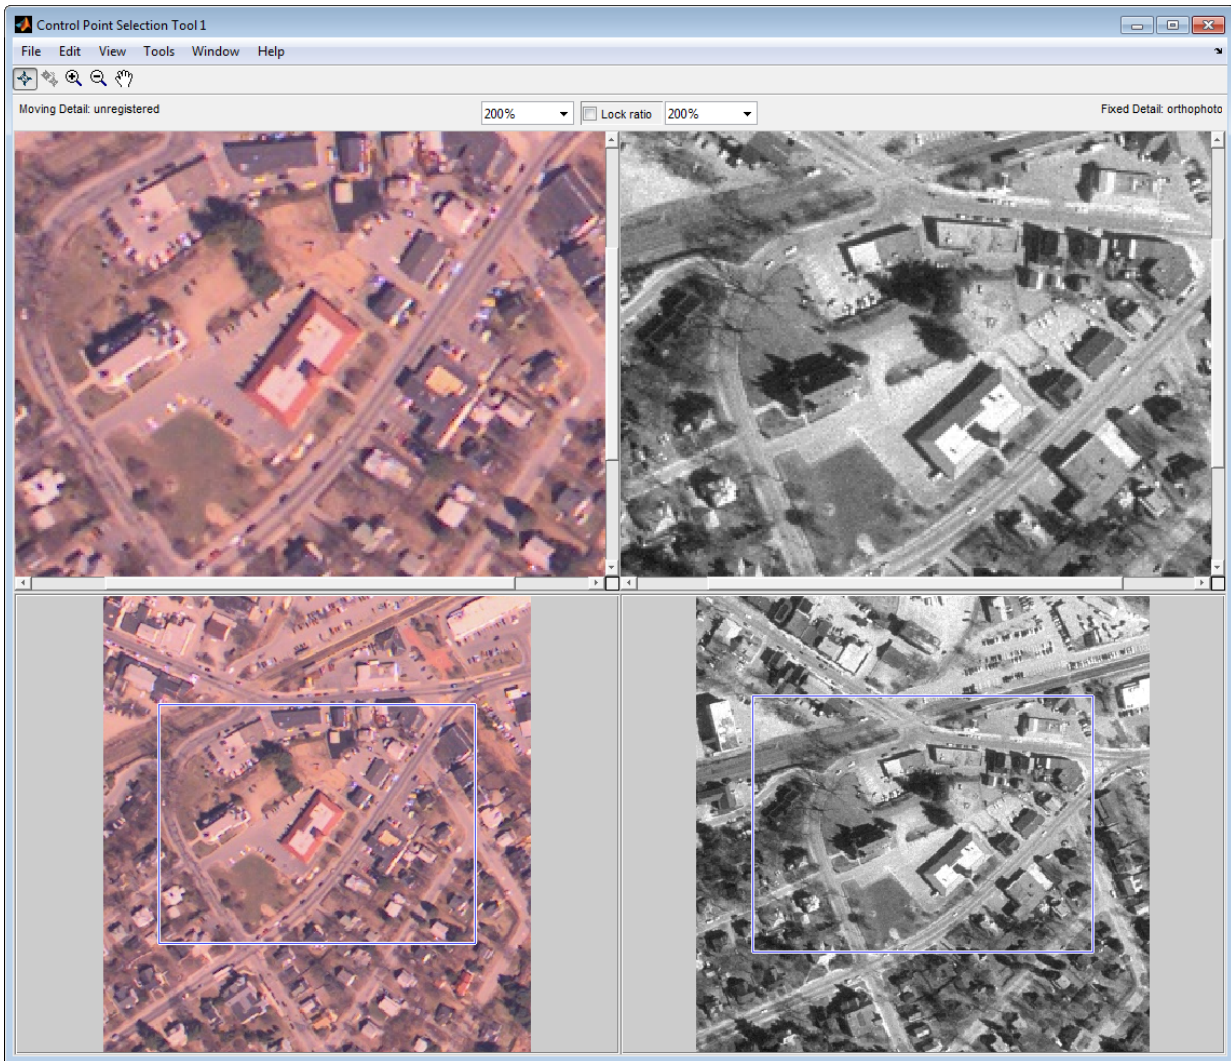 Control Point Selection Tool 1
File Edit View Tools Window Help
Moving Detail: unregistered 200% Lock ratio 200% Fixed Detail: orthophoto